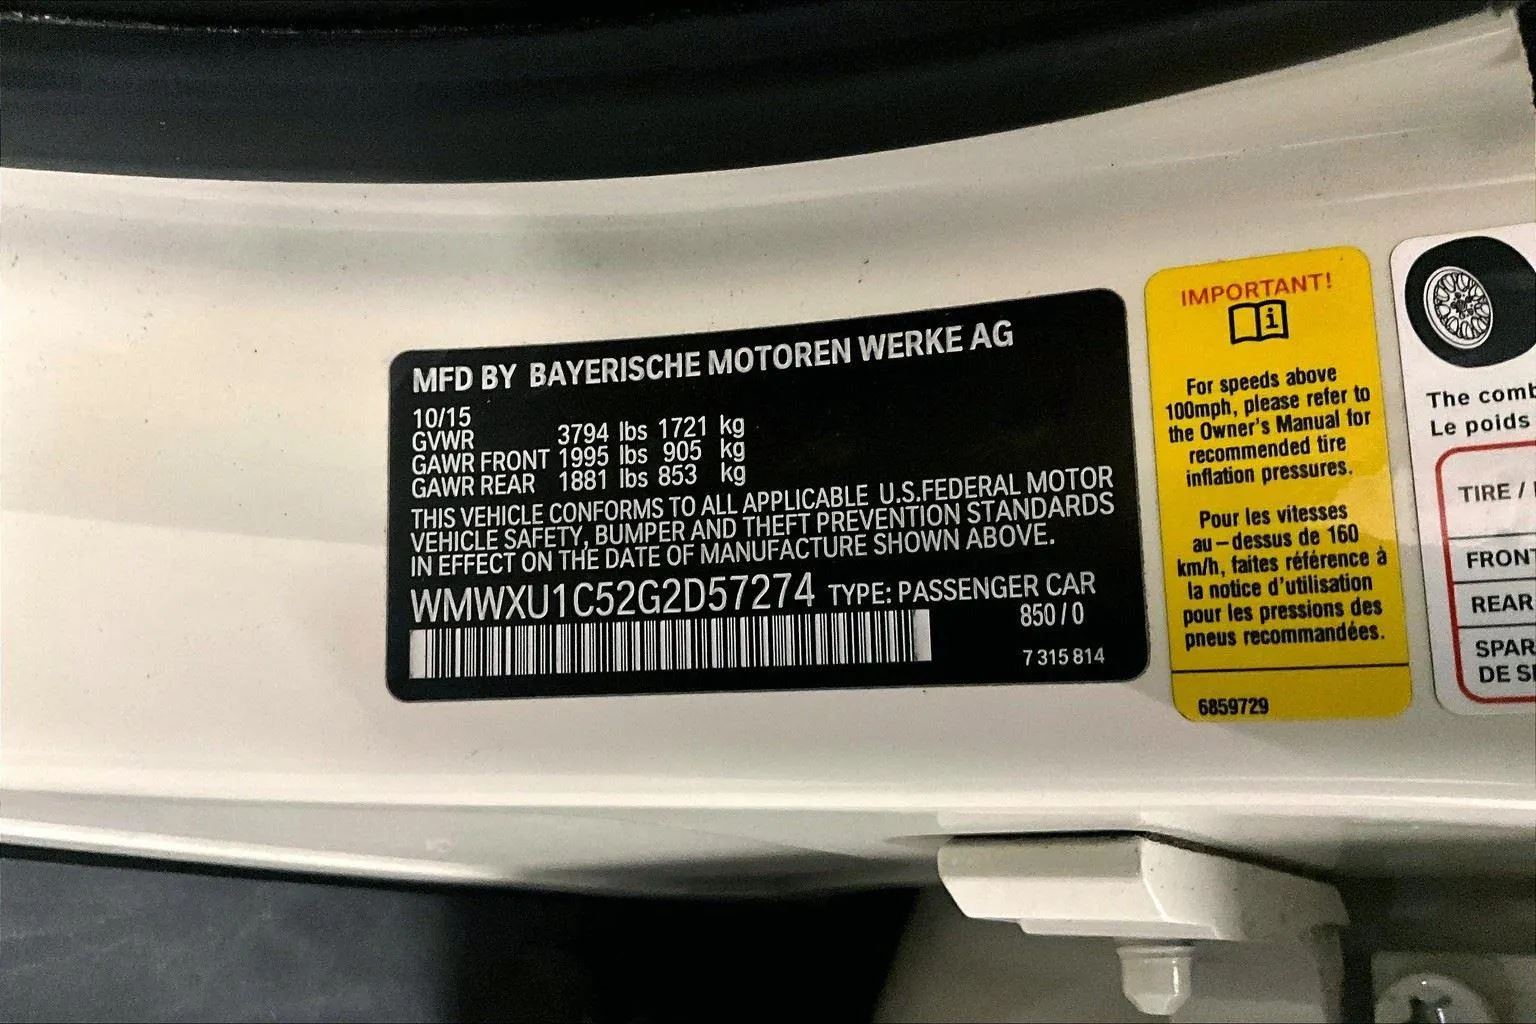 MFD BY BAYERISCHE MOTOREN WERKE AG
10/15
GVWR 3794 lbs 1721 kg
GAWR FRONT 1995 lbs 905 kg
GAWR REAR 1881 lbs 853 kg
THIS VEHICLE CONFORMS TO ALL APPLICABLE U.S.FEDERAL MOTOR
VEHICLE SAFETY, BUMPER AND THEFT PREVENTION STANDARDS
IN EFFECT ON THE DATE OF MANUFACTURE SHOWN ABOVE.
WMWXU1C52G2D57274 TYPE: PASSENGER CAR
850/0
7 315 814
IMPORTANT!
i
For speeds above
100mph, please refer to
the Owner's Manual for
recommended tire
inflation pressures.
Pour les vitesses
au-dessus de 160
km/h, faites référence à
la notice d'utilisation
pour les pressions des
pneus recommandées.
6859729
The comb
Le poids
TIRE /
FRON
REAR
SPAR
DE S